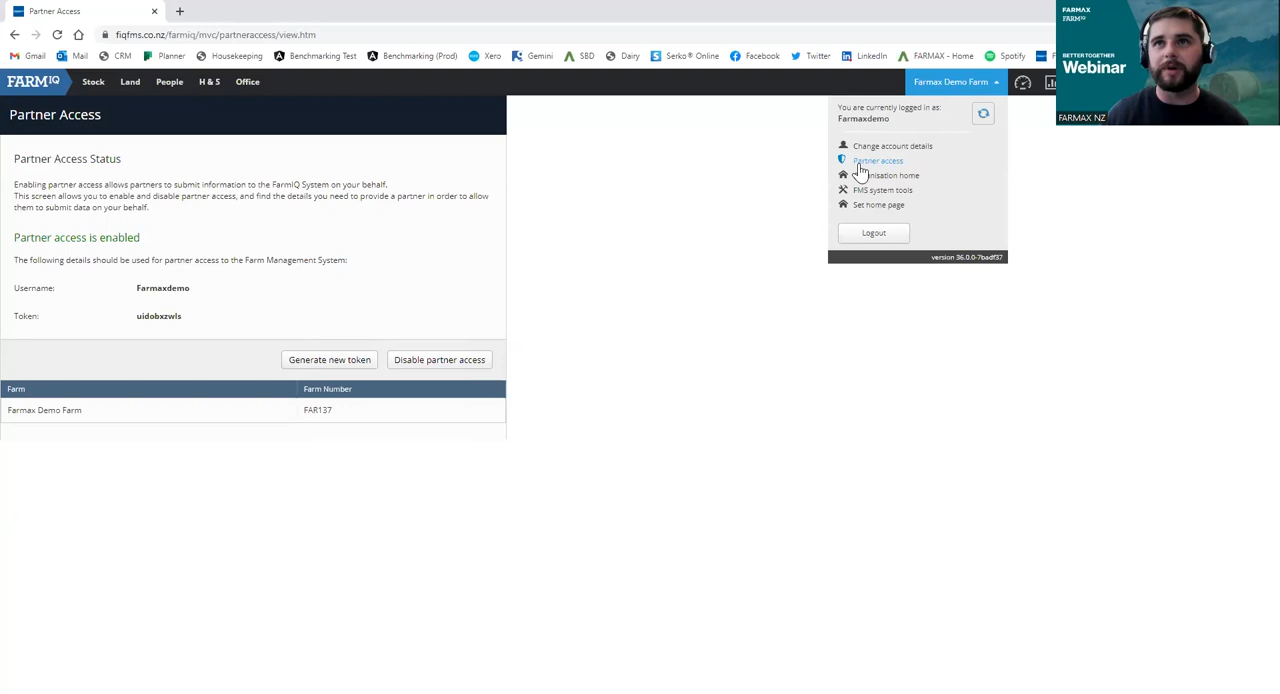 Partner Access
fiqfms.co.nz/farmiq/mvc/partneraccess/view.htm
Gmail Mail CRM Planner Housekeeping Benchmarking Test Benchmarking (Prod) Xero Gemini SBD Dairy Serko® Online Facebook Twitter LinkedIn FARMAX - Home Spotify
FARMIQ Stock Land People H & S Office Farmax Demo Farm
Partner Access
Partner Access Status
Enabling partner access allows partners to submit information to the FarmIQ System on your behalf.
This screen allows you to enable and disable partner access, and find the details you need to provide a partner in order to allow
them to submit data on your behalf.
Partner access is enabled
The following details should be used for partner access to the Farm Management System:
Username: Farmaxdemo
Token: uidobxzwls
Generate new token Disable partner access
Farm Farm Number
Farmax Demo Farm FAR137
You are currently logged in as:
Farmaxdemo
Change account details
Partner access
FMS system tools
Set home page
Logout
version 36.0.0-7badf37
FARMAX
FARMIQ
BETTER TOGETHER
Webinar
FARMAX NZ